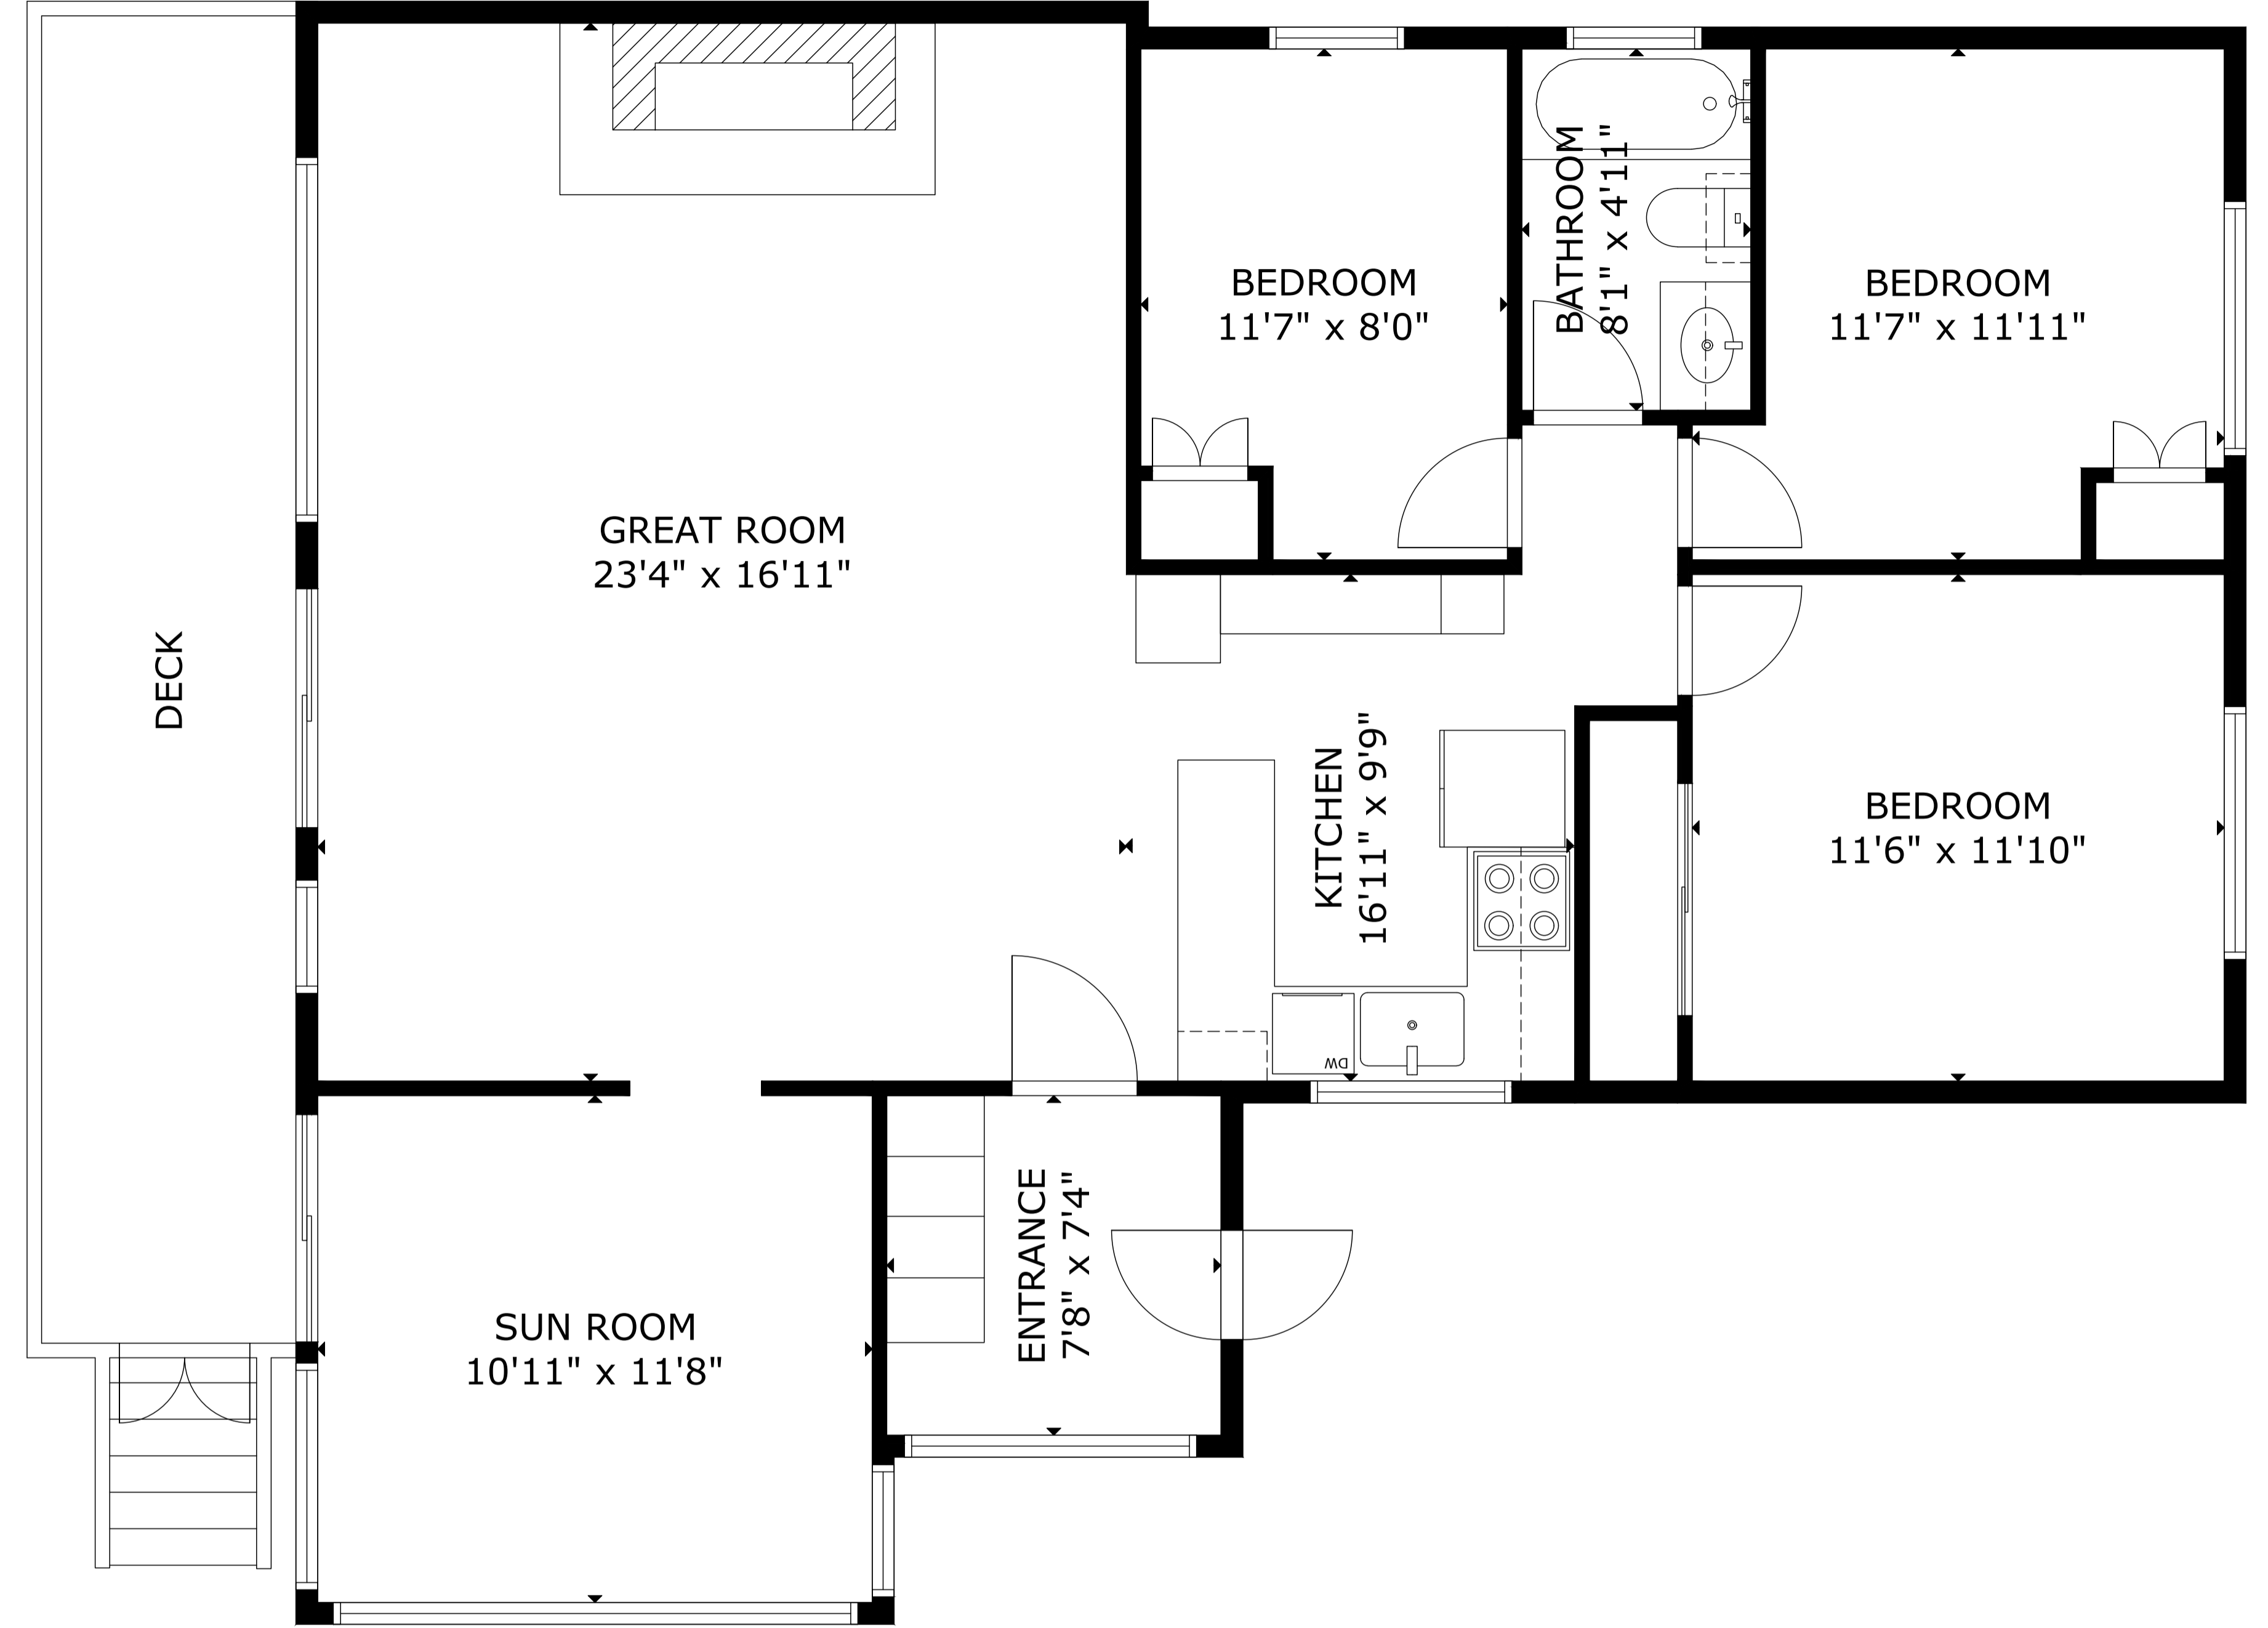 BEDROOM
11'7" x 8'0"
BATHROOM
8'1" x 4'11"
BEDROOM
11'7" x 11'11"
GREAT ROOM
23'4" x 16'11"
DECK
KITCHEN
16'11" x 9'9"
BEDROOM
11'6" x 11'10"
DW
ENTRANCE
7'8" x 7'4"
SUN ROOM
10'11" x 11'8"